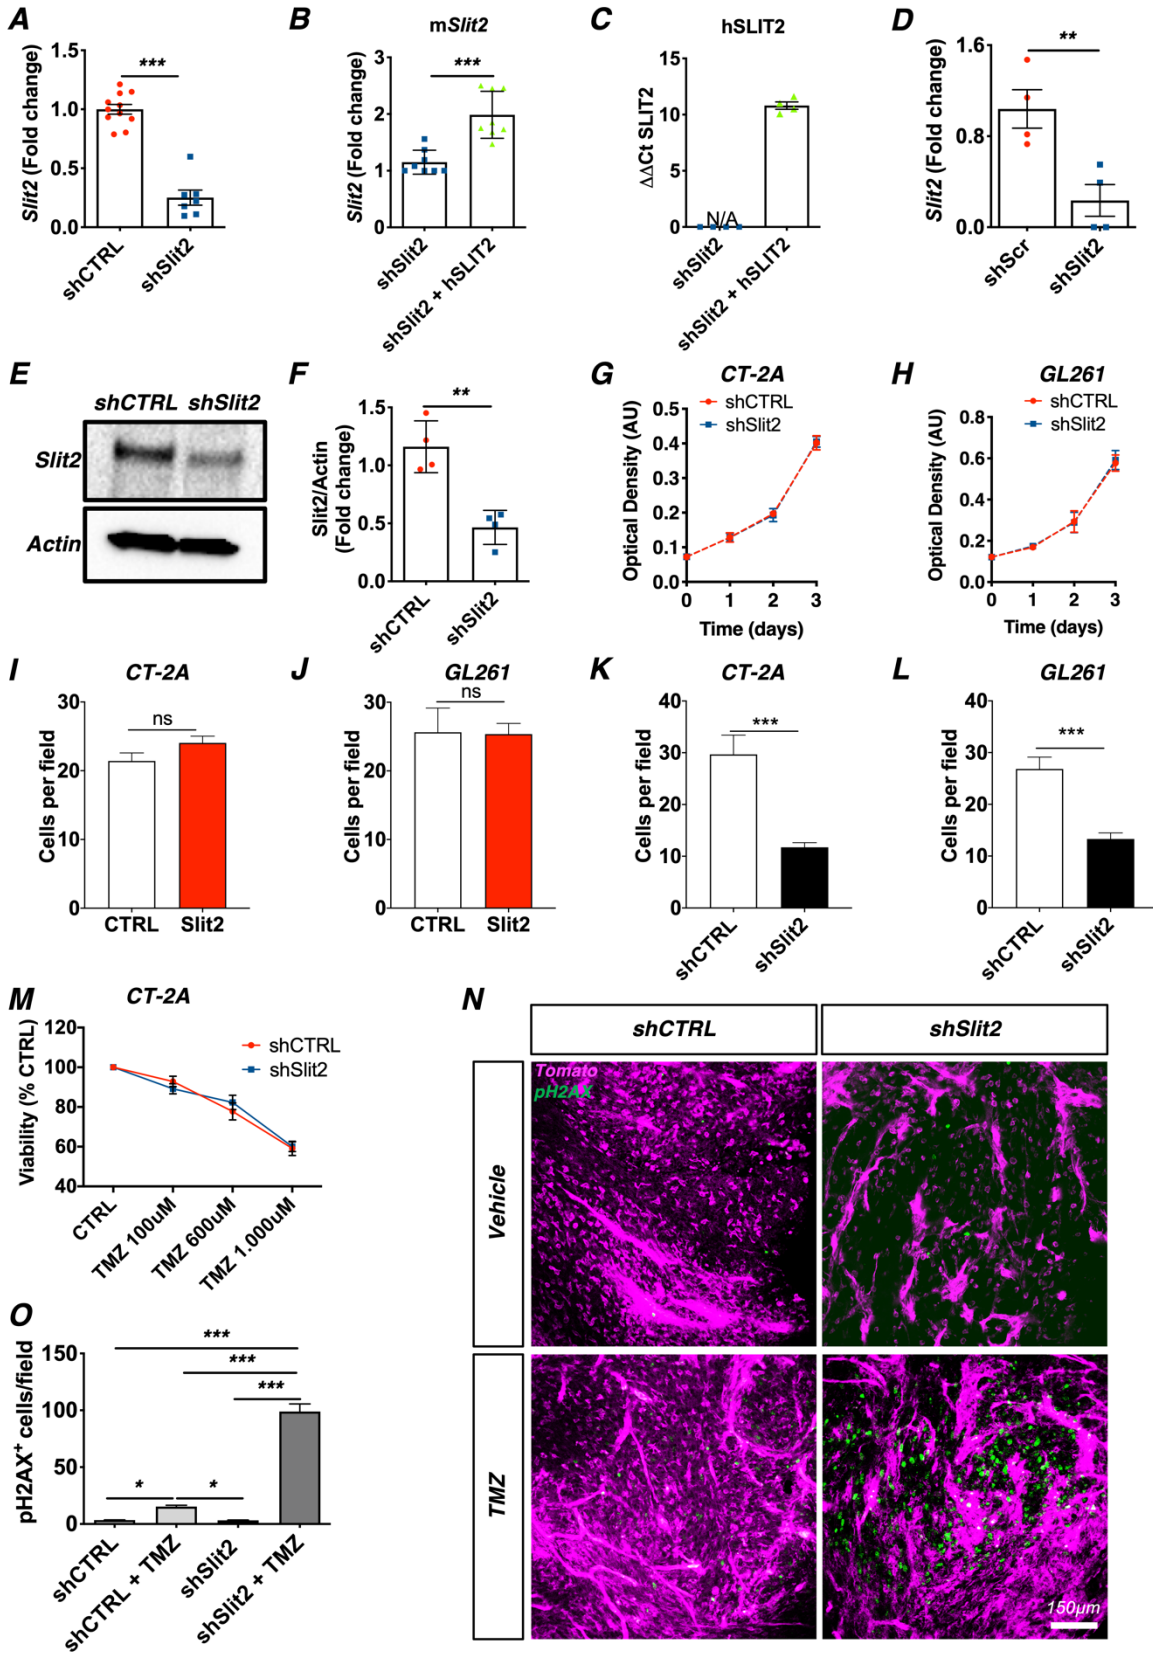 A
Slit2 (Fold change)
1.5
1.0
0.5
0.0
***
shCTRL
shSlit2
B
mSlit2
Slit2 (Fold change)
3
2
1
0
***
shSlit2
shSlit2 + hSLIT2
C
hSLIT2
ΔΔCt SLIT2
15
10
5
0
N/A
shSlit2
shSlit2 + hSLIT2
D
Slit2 (Fold change)
1.6
0.8
0.0
**
shScr
shSlit2
E
shCTRL shSlit2
Slit2
Actin
F
Slit2/Actin
(Fold change)
1.5
1.0
0.5
0.0
**
shCTRL
shSlit2
G
CT-2A
shCTRL
shSlit2
Optical Density (AU)
0.5
0.4
0.3
0.2
0.1
0.0
0 1 2 3
Time (days)
H
GL261
shCTRL
shSlit2
Optical Density (AU)
0.8
0.6
0.4
0.2
0.0
0 1 2 3
Time (days)
I
CT-2A
Cells per field
30
20
10
0
ns
CTRL Slit2
J
GL261
Cells per field
30
20
10
0
ns
CTRL Slit2
K
CT-2A
Cells per field
40
30
20
10
0
***
shCTRL
shSlit2
L
GL261
Cells per field
40
30
20
10
0
***
shCTRL
shSlit2
M
CT-2A
Viability (% CTRL)
120
100
80
60
40
shCTRL
shSlit2
CTRL
TMZ 100uM
TMZ 600uM
TMZ 1.000uM
N
shCTRL
shSlit2
Vehicle
TMZ
Tomato
pH2AX
150µm
O
pH2AX+ cells/field
150
100
50
0
***
***
***
*
*
shCTRL
shCTRL + TMZ
shSlit2
shSlit2 + TMZ